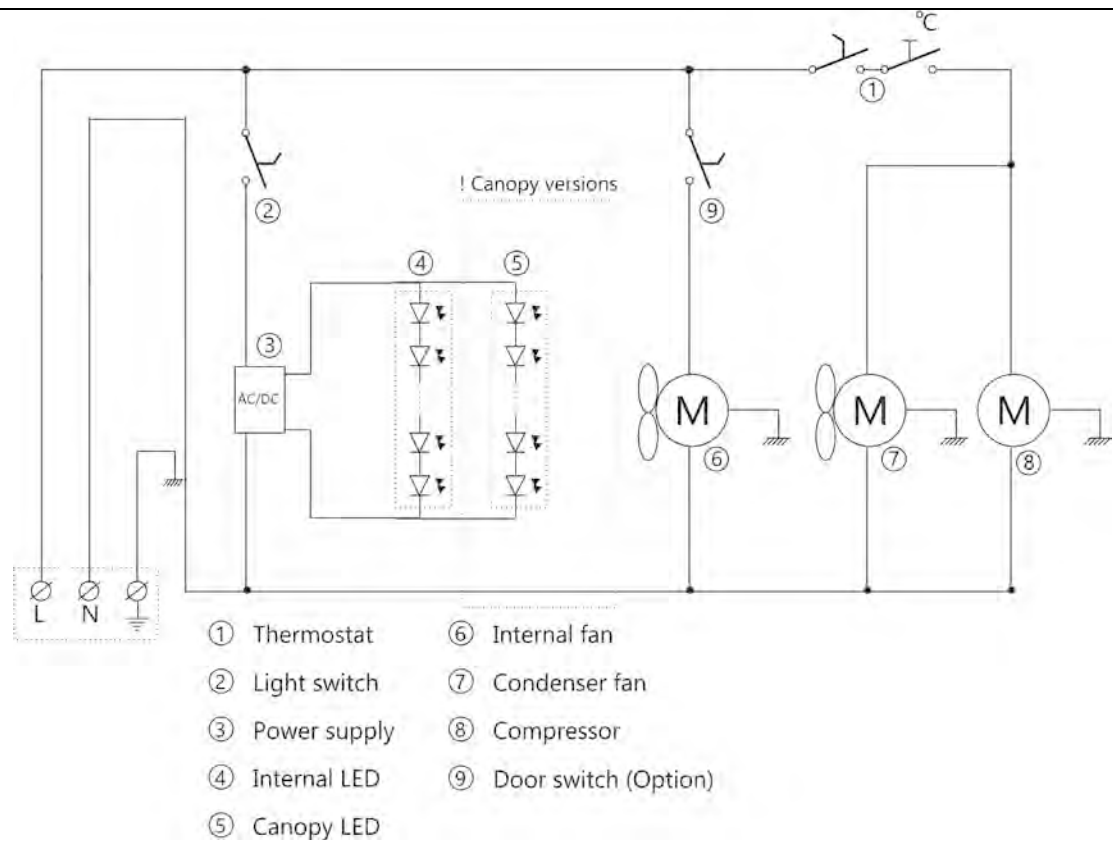 °C
①
②
! Canopy versions
⑨
④ ⑤
③
AC/DC
M M M
⑥ ⑦ ⑧
L N
① Thermostat
② Light switch
③ Power supply
④ Internal LED
⑤ Canopy LED
⑥ Internal fan
⑦ Condenser fan
⑧ Compressor
⑨ Door switch (Option)